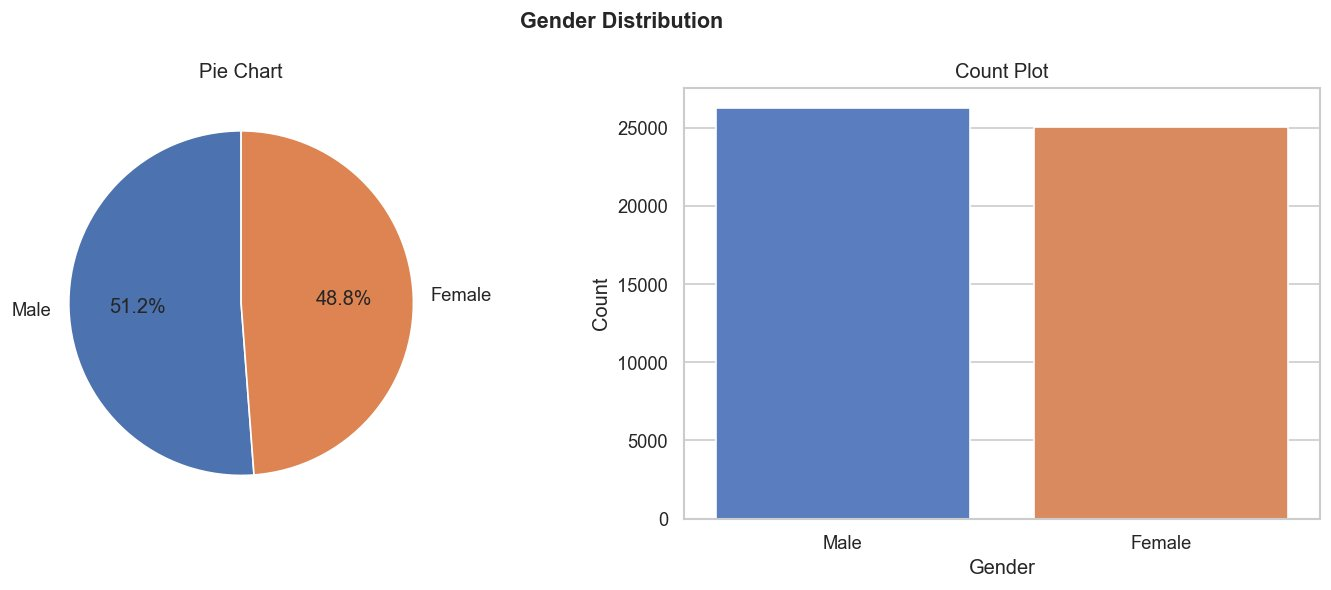 Gender Distribution
Pie Chart
Male
51.2%
48.8%
Female
Count Plot
25000
20000
15000
10000
5000
0
Count
Male
Female
Gender